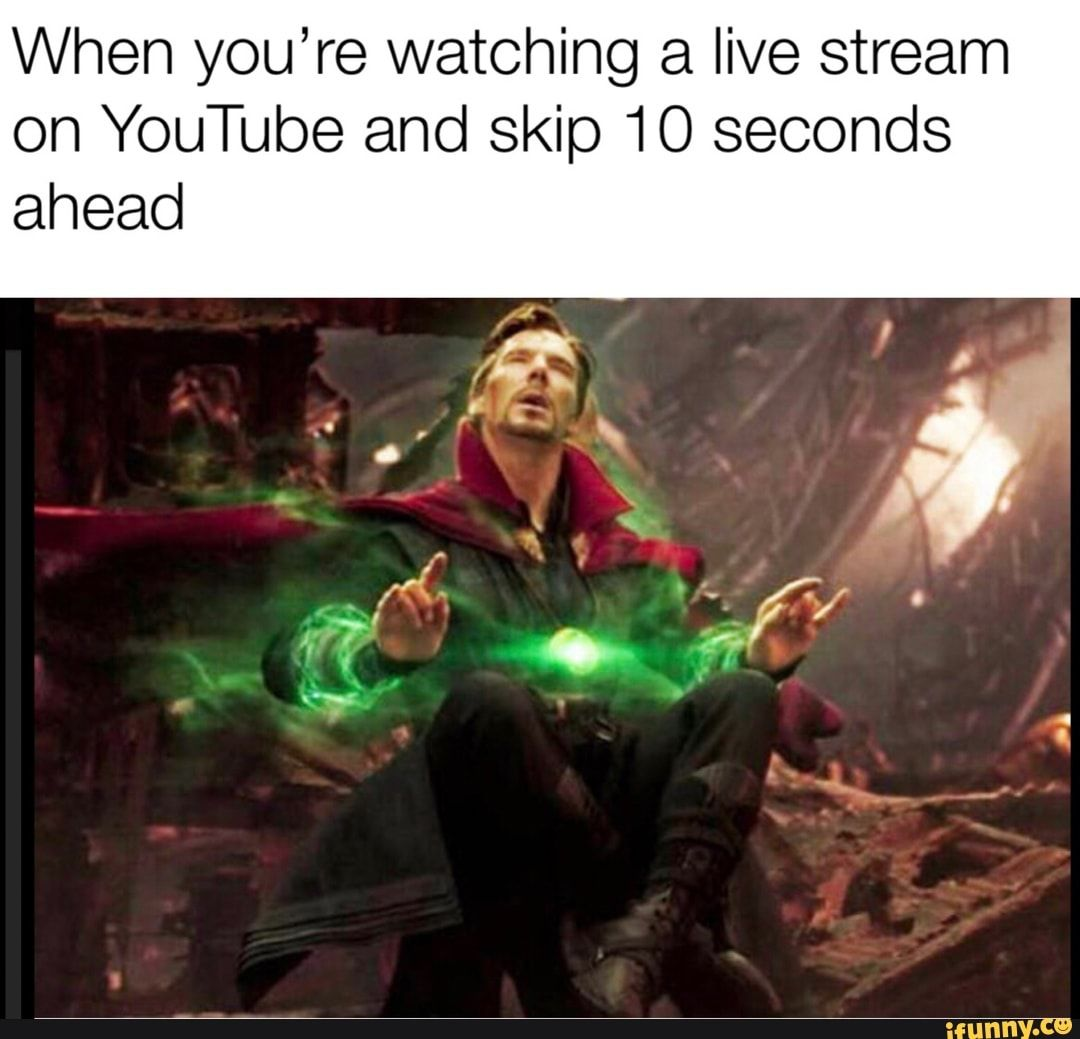 When you’re watching a live stream
on YouTube and skip 10 seconds
ahead
ifunny.co